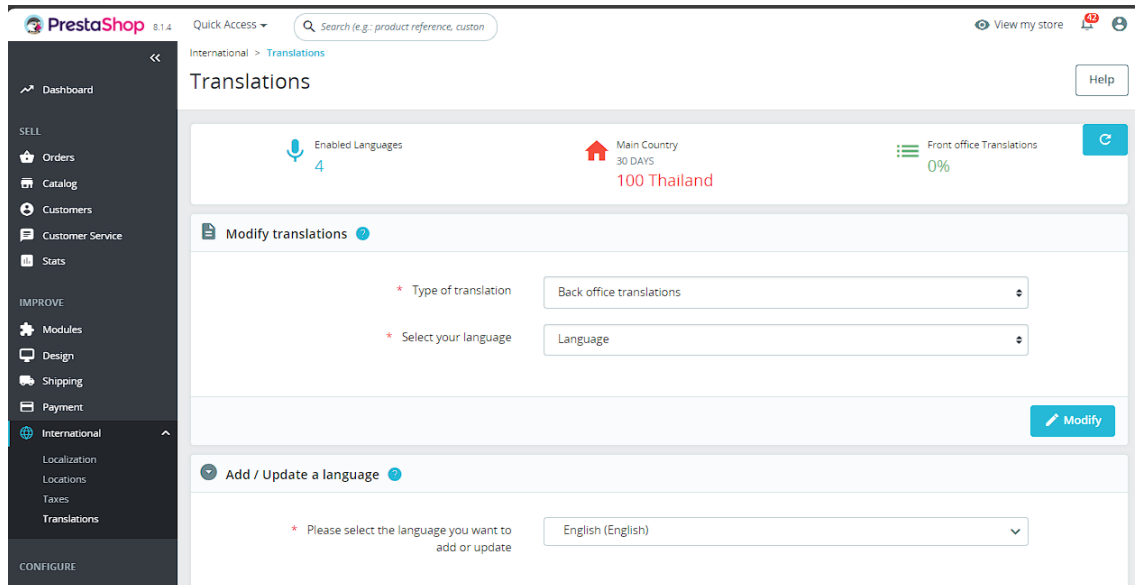 PrestaShop 8.1.4
Quick Access
Search (e.g.: product reference, custon
View my store
42
International > Translations
Translations
Help
Dashboard
SELL
Orders
Catalog
Customers
Customer Service
Stats
IMPROVE
Modules
Design
Shipping
Payment
International
Localization
Locations
Taxes
Translations
CONFIGURE
Enabled Languages
4
Main Country
30 DAYS
100 Thailand
Front office Translations
0%
Modify translations ?
* Type of translation
Back office translations
* Select your language
Language
Modify
Add / Update a language ?
* Please select the language you want to
add or update
English (English)